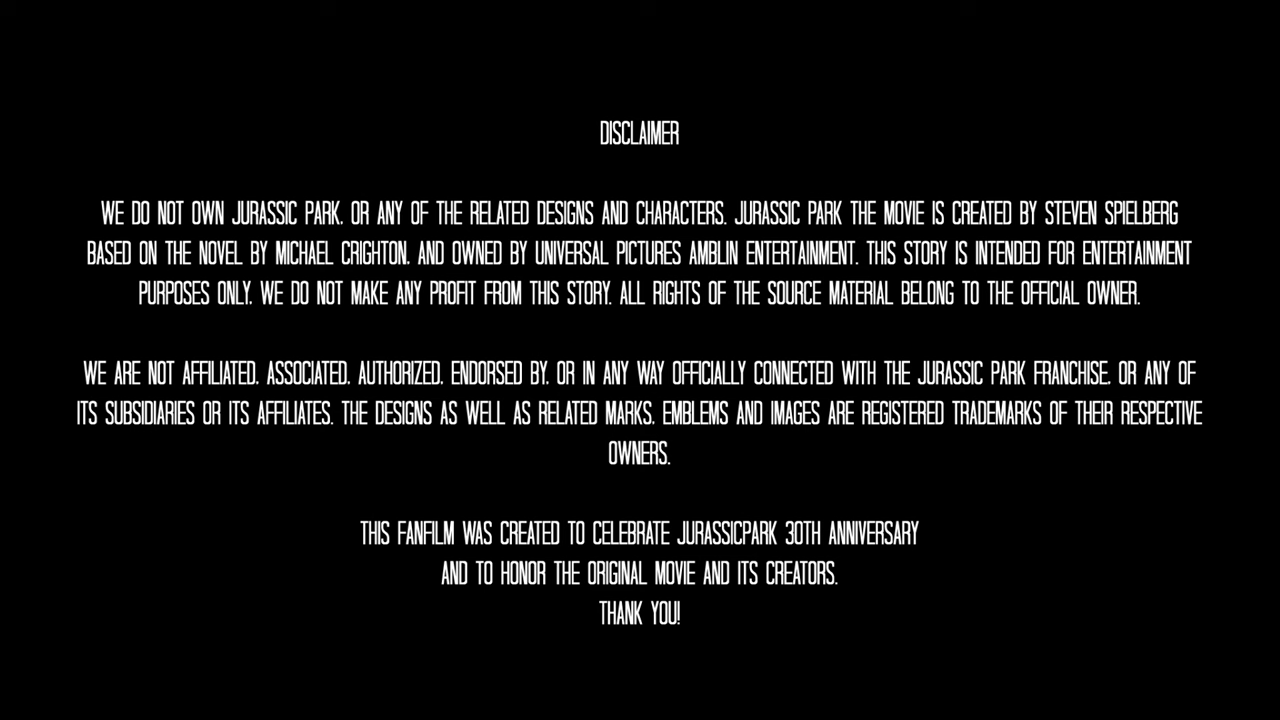 DISCLAIMER
WE DO NOT OWN JURASSIC PARK, OR ANY OF THE RELATED DESIGNS AND CHARACTERS. JURASSIC PARK THE MOVIE IS CREATED BY STEVEN SPIELBERG
BASED ON THE NOVEL BY MICHAEL CRIGHTON, AND OWNED BY UNIVERSAL PICTURES AMBLIN ENTERTAINMENT. THIS STORY IS INTENDED FOR ENTERTAINMENT
PURPOSES ONLY. WE DO NOT MAKE ANY PROFIT FROM THIS STORY. ALL RIGHTS OF THE SOURCE MATERIAL BELONG TO THE OFFICIAL OWNER.
WE ARE NOT AFFILIATED, ASSOCIATED, AUTHORIZED, ENDORSED BY, OR IN ANY WAY OFFICIALLY CONNECTED WITH THE JURASSIC PARK FRANCHISE, OR ANY OF
ITS SUBSIDIARIES OR ITS AFFILIATES. THE DESIGNS AS WELL AS RELATED MARKS, EMBLEMS AND IMAGES ARE REGISTERED TRADEMARKS OF THEIR RESPECTIVE
OWNERS.
THIS FANFILM WAS CREATED TO CELEBRATE JURASSICPARK 30TH ANNIVERSARY
AND TO HONOR THE ORIGINAL MOVIE AND ITS CREATORS.
THANK YOU!